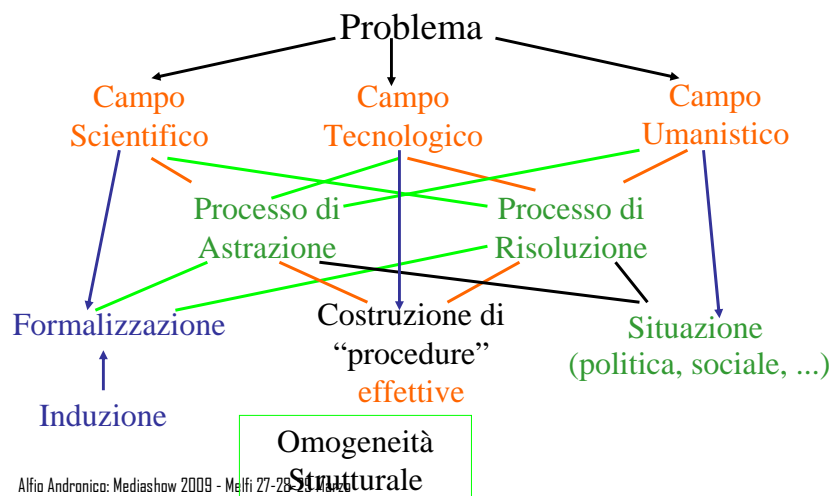 Problema
Campo
Scientifico
Campo
Tecnologico
Campo
Umanistico
Processo di
Astrazione
Processo di
Risoluzione
Formalizzazione
Costruzione di
“procedure”
effettive
Situazione
(politica, sociale, ...)
Induzione
Omogeneità
Strutturale
Alfio Andronico: Mediashow 2009 - Melfi 27-28-29 Marzo